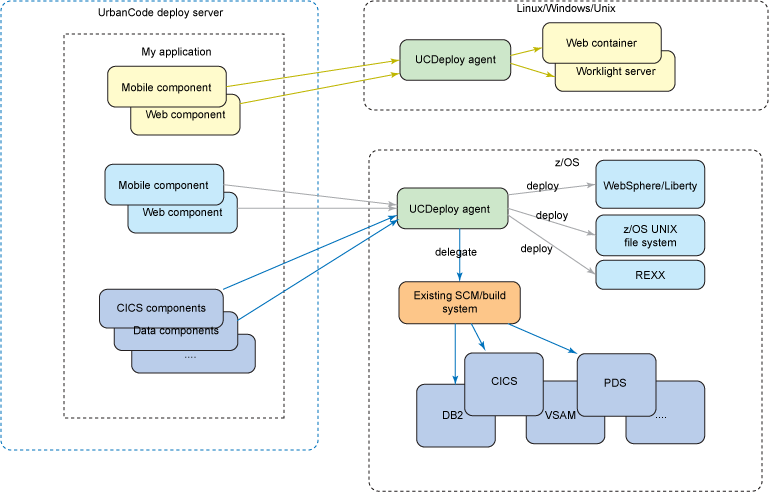 UrbanCode deploy server
My application
Mobile component
Web component
Mobile component
Web component
CICS components
Data components
....
Linux/Windows/Unix
UCDeploy agent
Web container
Worklight server
z/OS
UCDeploy agent
deploy
deploy
deploy
WebSphere/Liberty
z/OS UNIX
file system
REXX
delegate
Existing SCM/build
system
CICS
PDS
DB2
VSAM
....